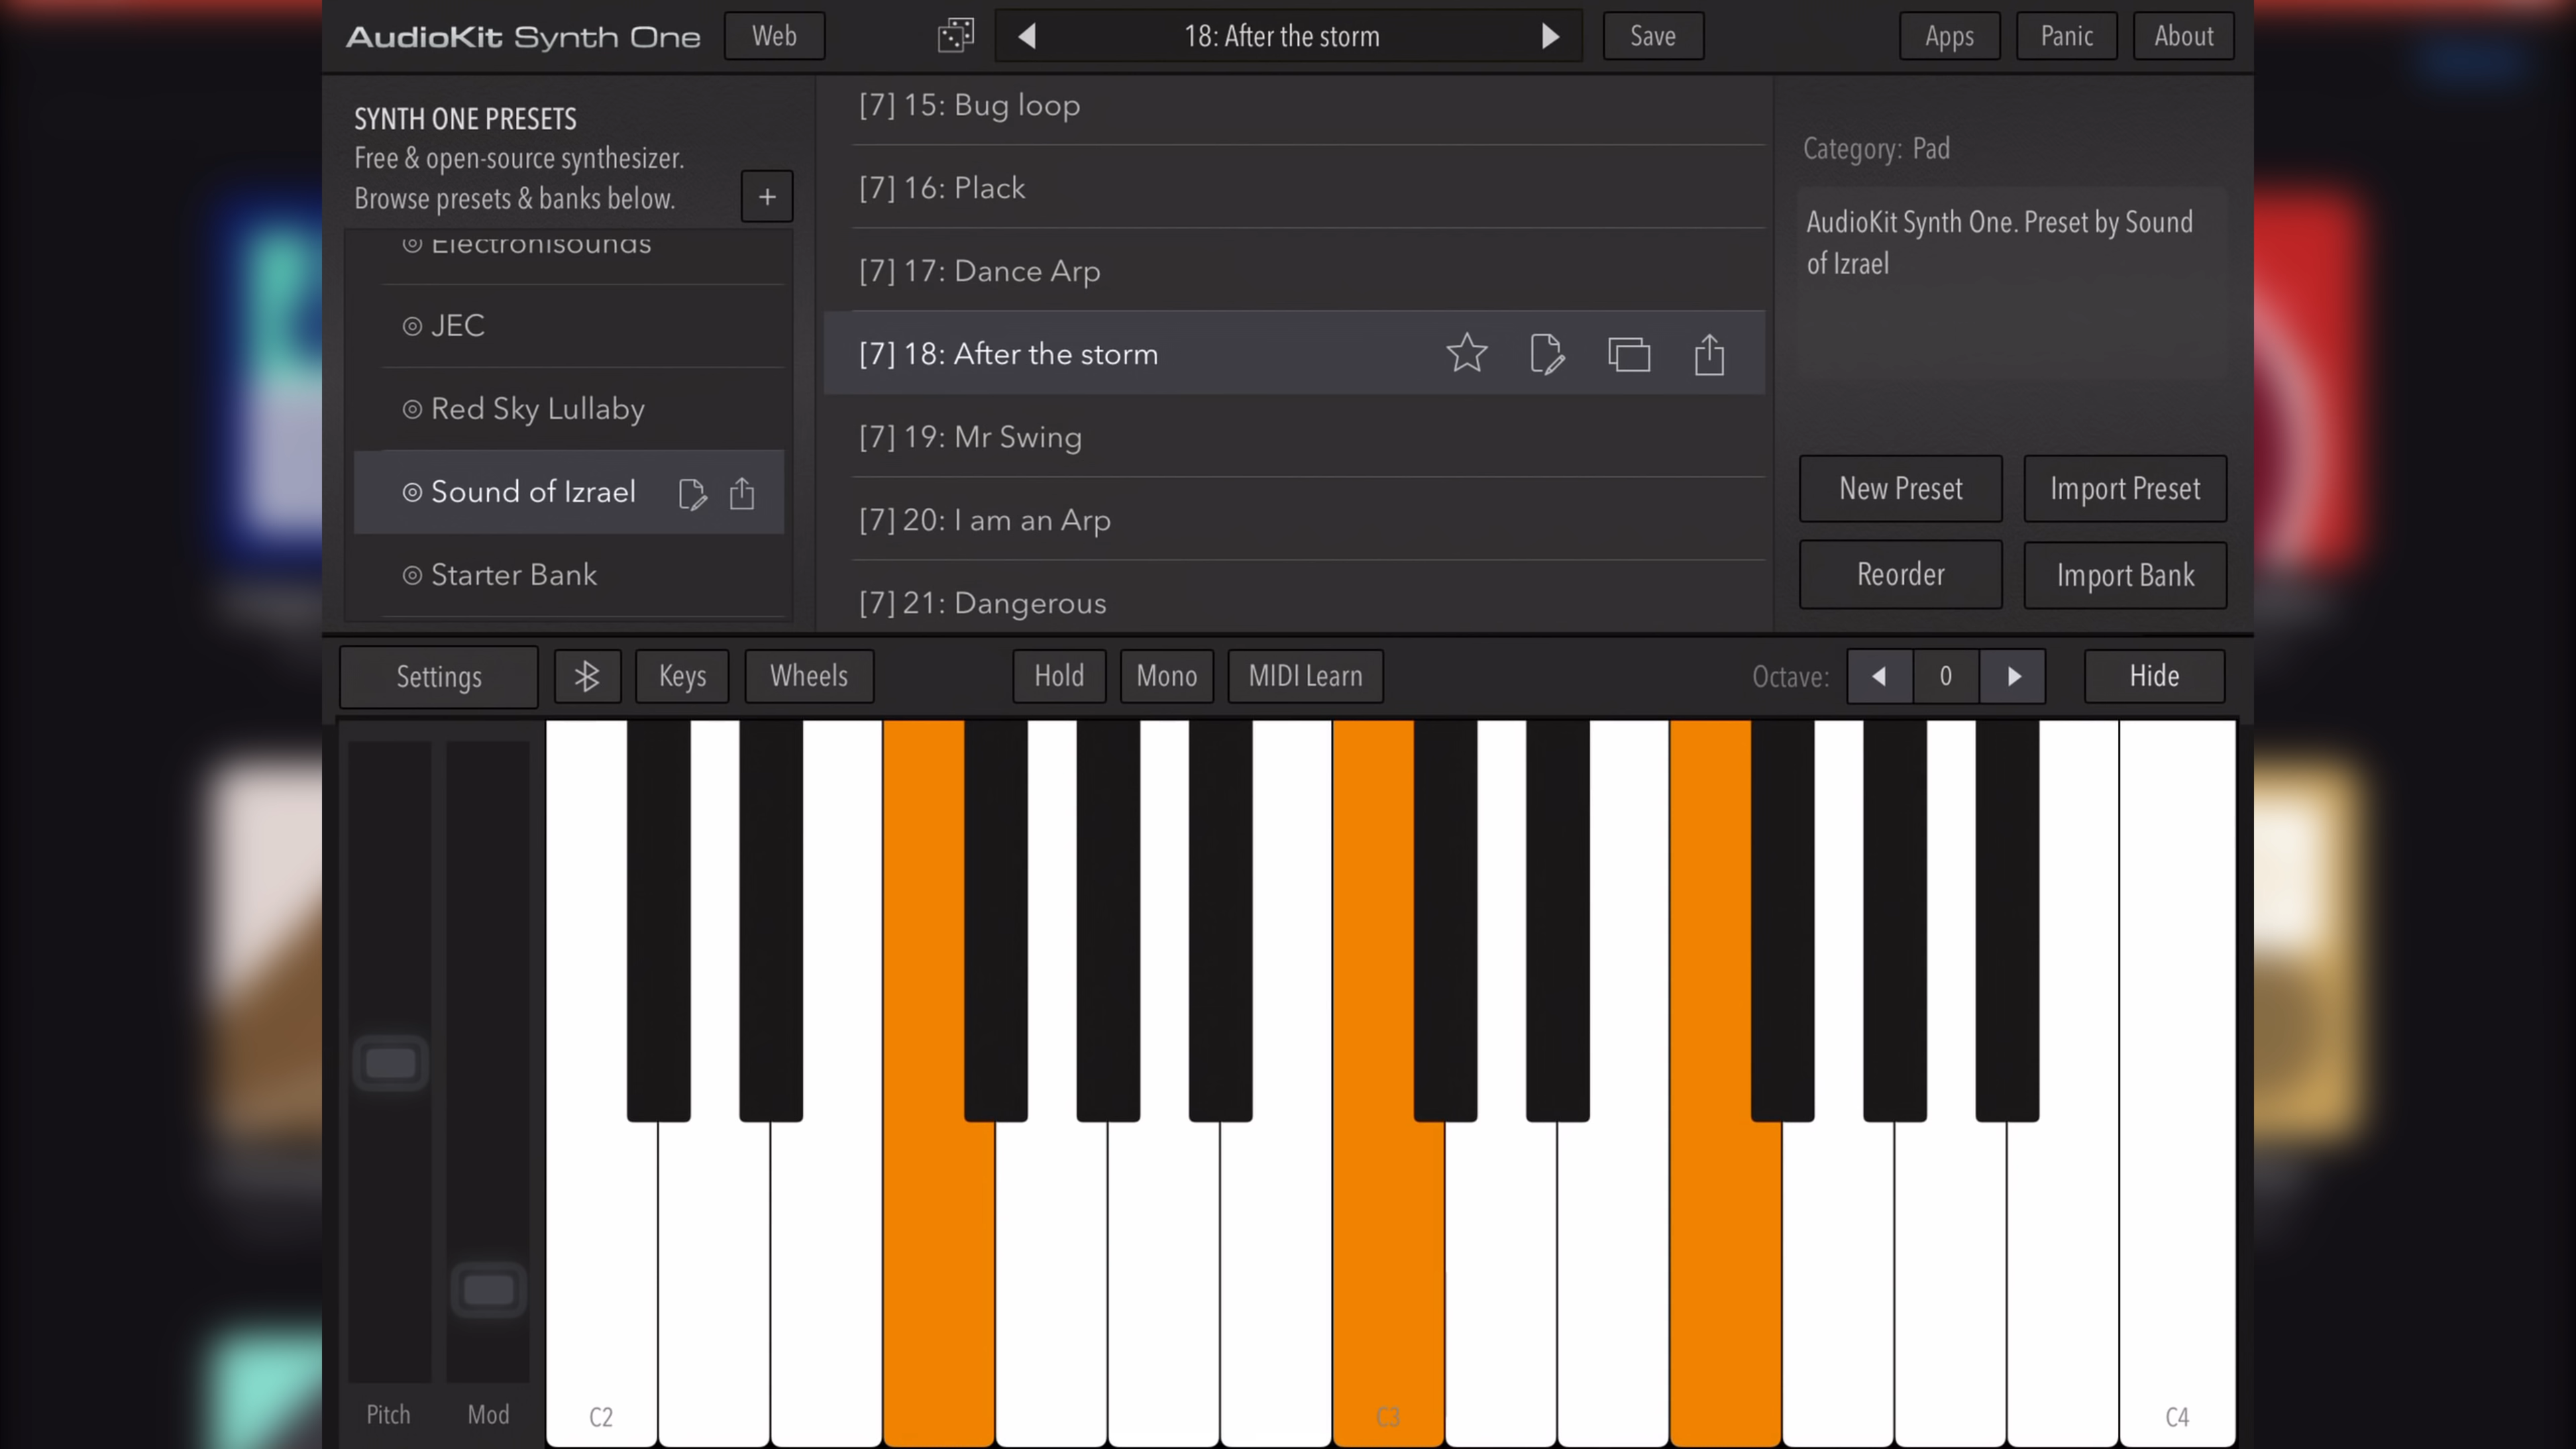 AudioKit Synth One
Web
18: After the storm
Save
Apps
Panic
About
SYNTH ONE PRESETS
Free & open-source synthesizer.
Browse presets & banks below.
+
Electronisounds
JEC
Red Sky Lullaby
Sound of Izrael
Starter Bank
[7] 15: Bug loop
[7] 16: Plack
[7] 17: Dance Arp
[7] 18: After the storm
[7] 19: Mr Swing
[7] 20: I am an Arp
[7] 21: Dangerous
Category: Pad
AudioKit Synth One. Preset by Sound
of Izrael
New Preset
Import Preset
Reorder
Import Bank
Settings
Keys
Wheels
Hold
Mono
MIDI Learn
Octave:
0
Hide
Pitch
Mod
C2
C3
C4